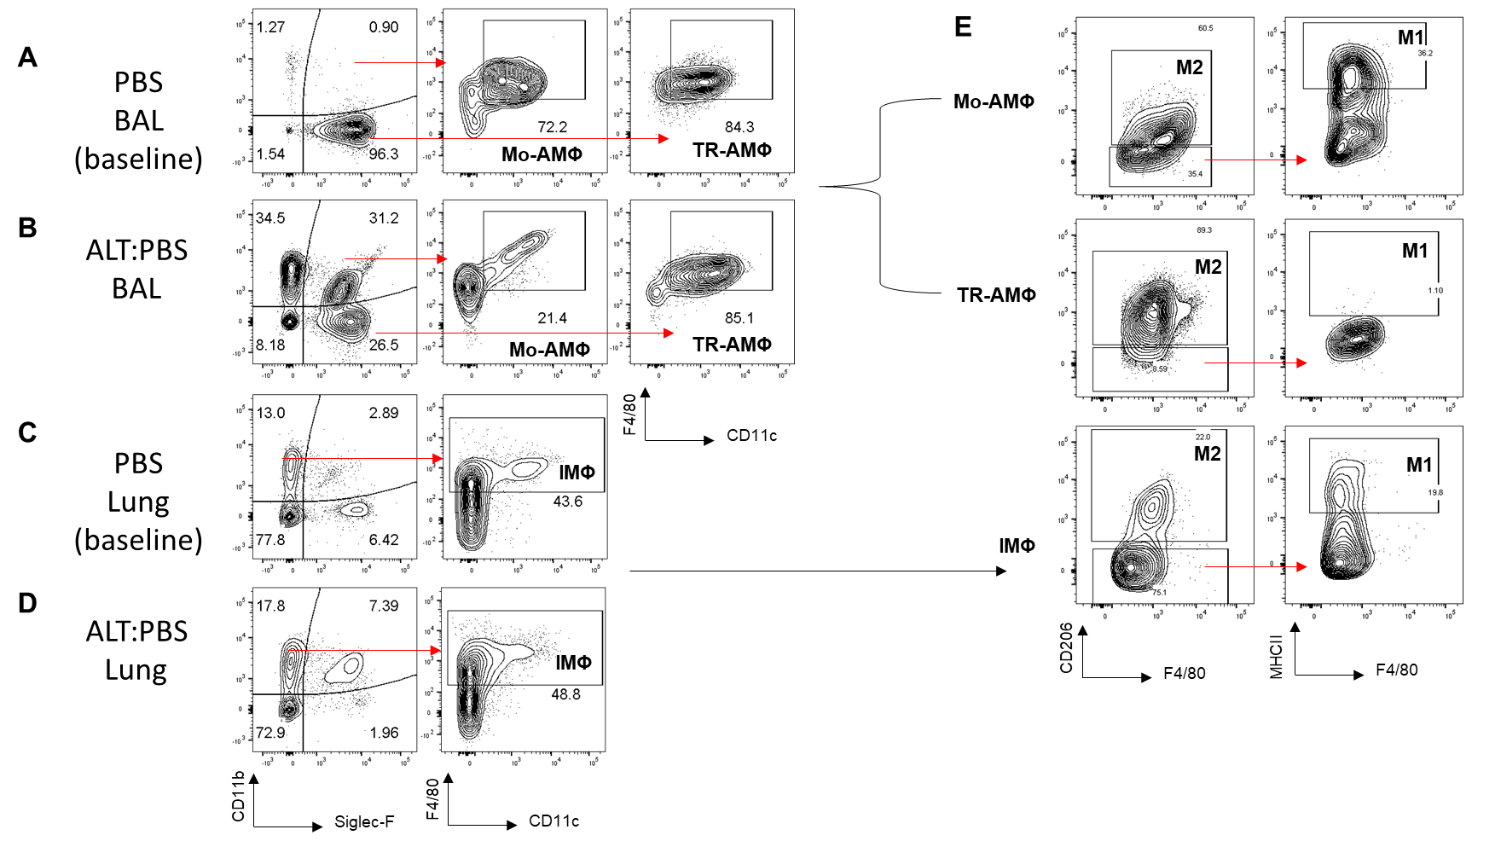 A
PBS
BAL
(baseline)
1.27
0.90
1.54
96.3
72.2
Mo-AMΦ
84.3
TR-AMΦ
B
ALT:PBS
BAL
34.5
31.2
8.18
26.5
21.4
Mo-AMΦ
85.1
TR-AMΦ
F4/80
CD11c
C
PBS
Lung
(baseline)
13.0
2.89
77.8
6.42
IMΦ
43.6
D
ALT:PBS
Lung
17.8
7.39
72.9
1.96
IMΦ
48.8
CD11b
Siglec-F
F4/80
CD11c
E
Mo-AMΦ
60.5
M2
35.4
M1
36.2
TR-AMΦ
89.3
M2
8.59
M1
1.10
IMΦ
22.0
M2
75.1
M1
19.8
CD206
F4/80
MHCII
F4/80